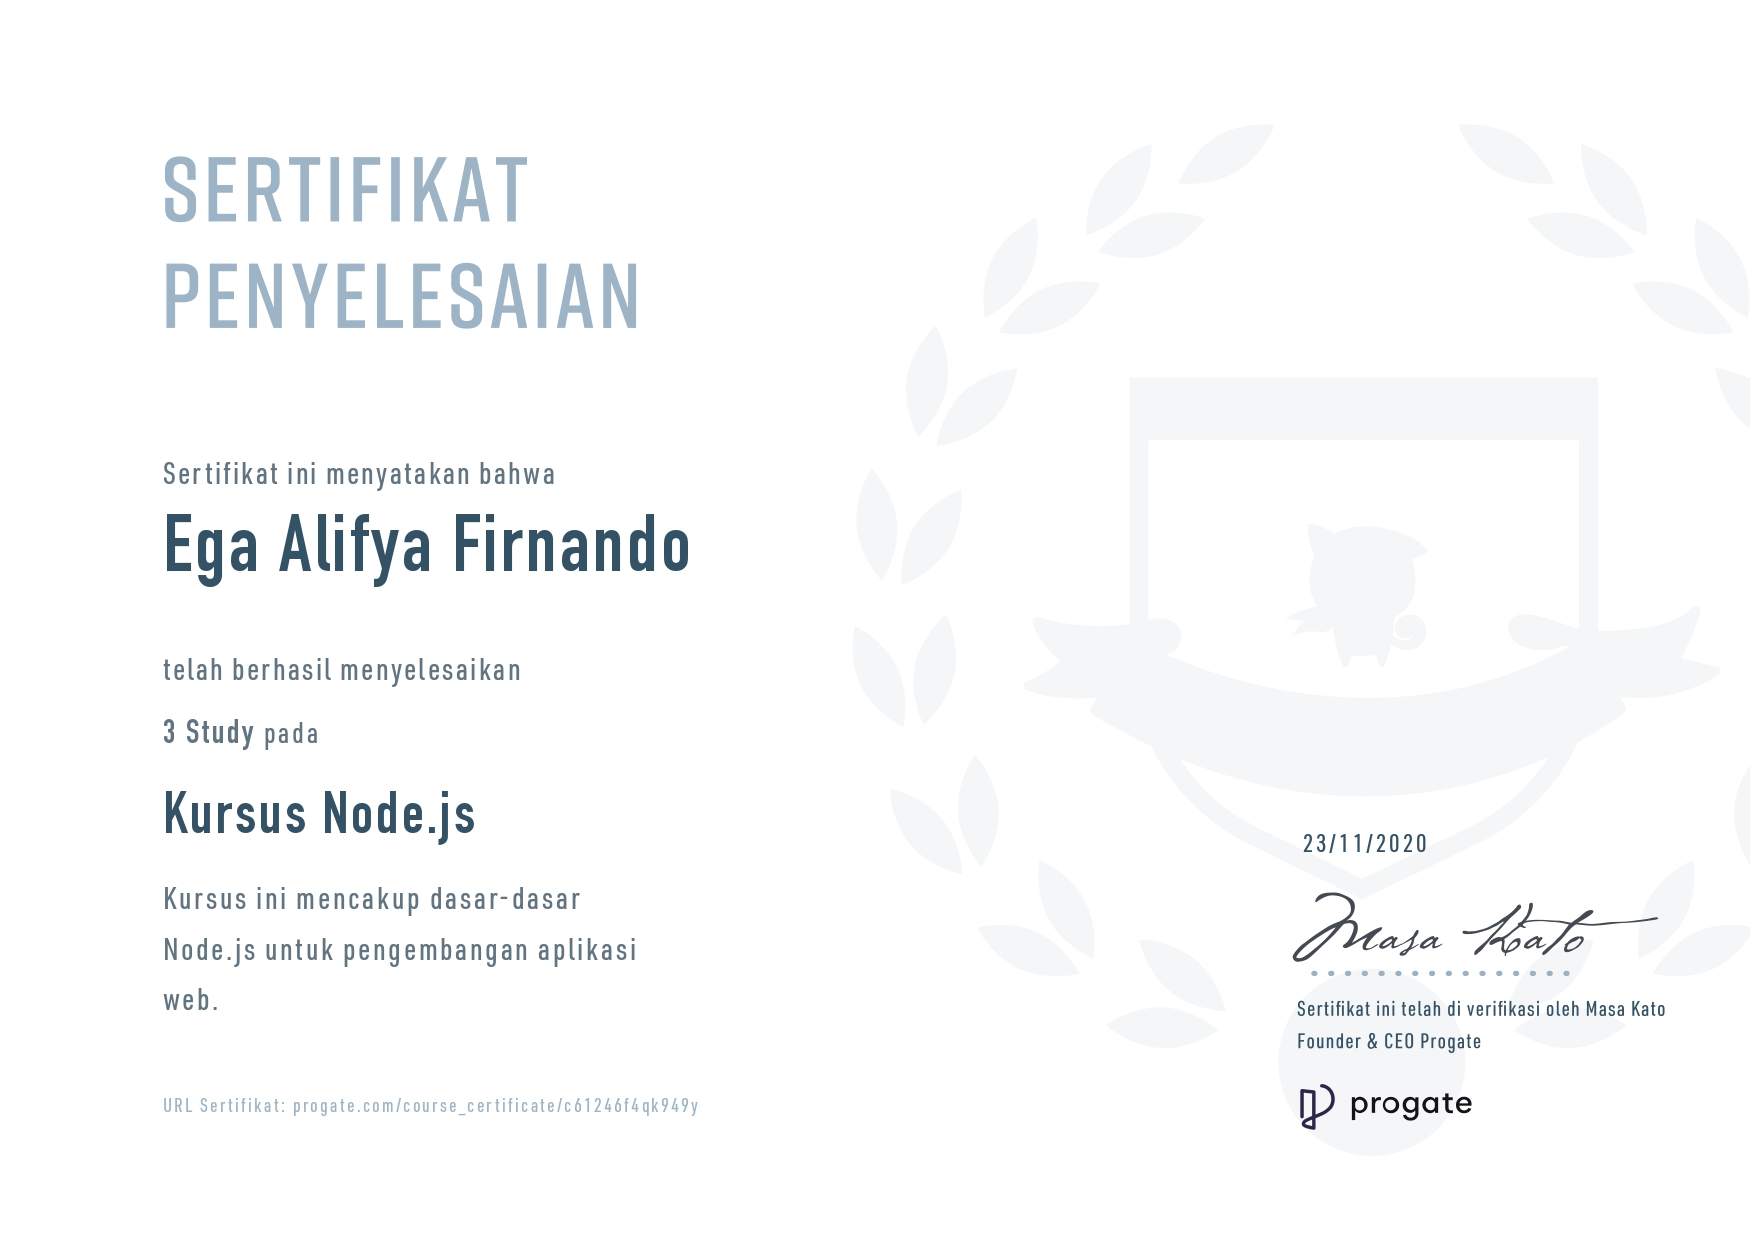 SERTIFIKAT
PENYELESAIAN
Sertifikat ini menyatakan bahwa
Ega Alifya Firnando
telah berhasil menyelesaikan
3 Study pada
Kursus Node.js
Kursus ini mencakup dasar-dasar
Node.js untuk pengembangan aplikasi
web.
URL Sertifikat: progate.com/course_certificate/c61246f4qk949y
23/11/2020
Masa Kato
Sertifikat ini telah di verifikasi oleh Masa Kato
Founder & CEO Progate
progate